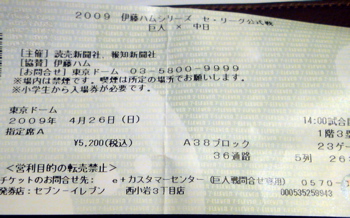 2009 伊藤ハムシリーズ セ・リーグ公式戦
巨人 × 中日
[主催] 読売新聞社、報知新聞社
[協賛] 伊藤ハム
[お問合せ] 東京ドーム 03-5800-9999
※場内は禁煙です。喫煙は所定の場所でお願いします。
※小学生から入場券が必要です。
東京ドーム
2009年 4月26日(日) 14:00試合開
指定席A 1階3塁
¥5,200(税込) A38ブロック 23ゲー
36通路 5列 26
<営利目的の転売禁止>
チケットのお問合せ先: e+カスタマーセンター (巨人戦問合せ専用) 0570-
発券店: セブン-イレブン 西小岩3丁目店
000535259943